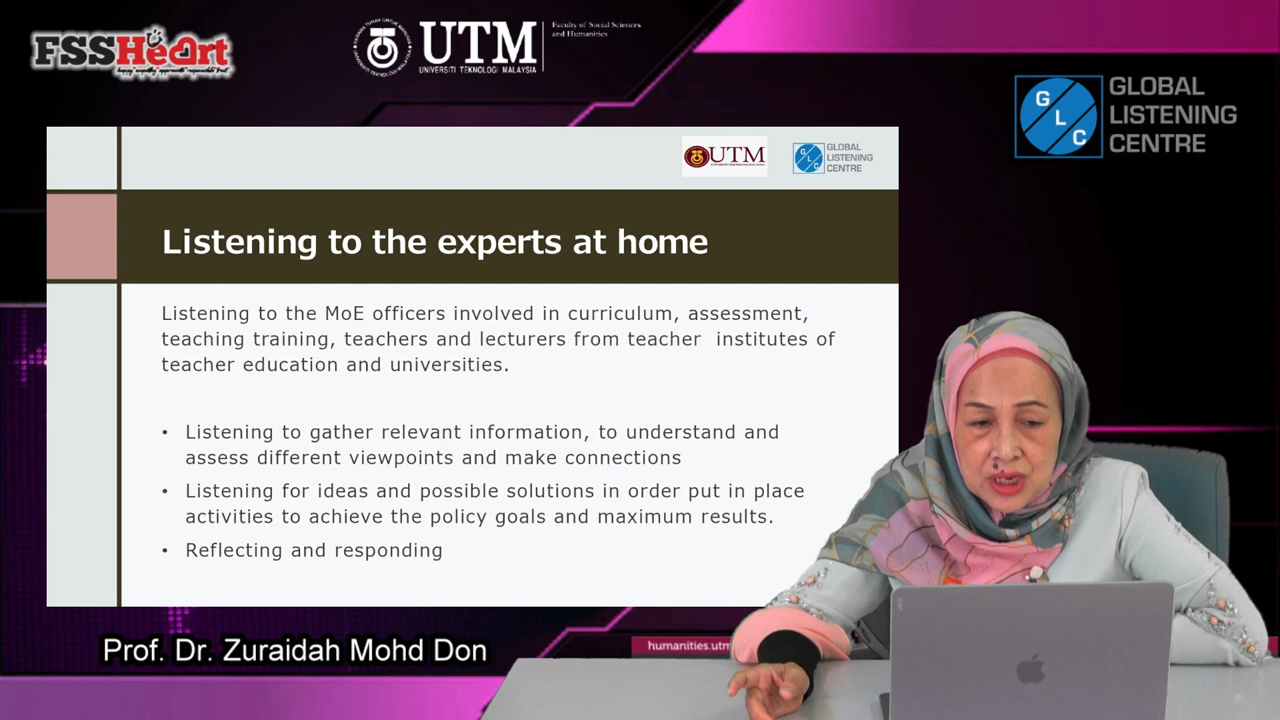 FSSHeart
UTM
UNIVERSITI TEKNOLOGI MALAYSIA
Faculty of Social Sciences
and Humanities
GLC
GLOBAL
LISTENING
CENTRE
UTM
GLC
GLOBAL
LISTENING
CENTRE
Listening to the experts at home
Listening to the MoE officers involved in curriculum, assessment,
teaching training, teachers and lecturers from teacher institutes of
teacher education and universities.
• Listening to gather relevant information, to understand and
assess different viewpoints and make connections
• Listening for ideas and possible solutions in order put in place
activities to achieve the policy goals and maximum results.
• Reflecting and responding
Prof. Dr. Zuraidah Mohd Don
humanities.utm